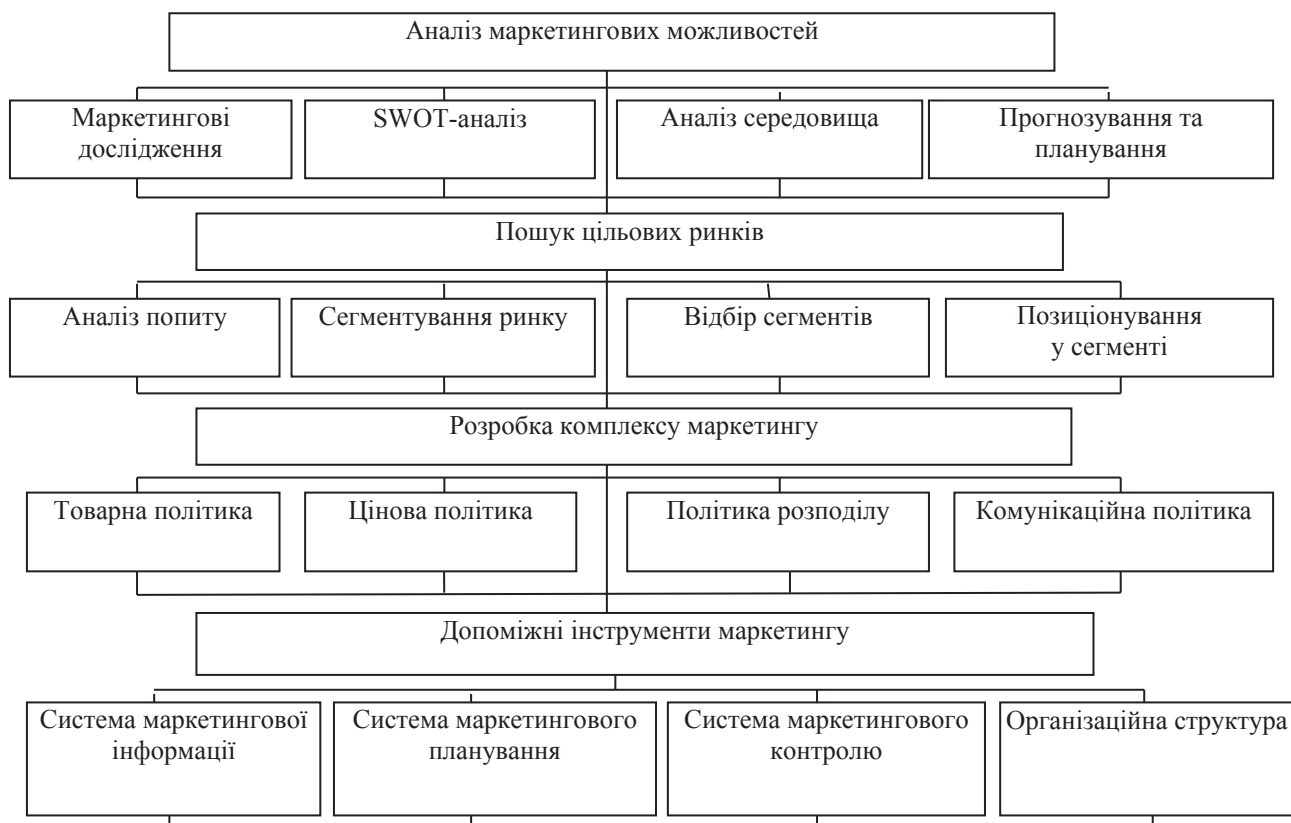 Аналіз маркетингових можливостей
Маркетингові
дослідження
SWOT-аналіз
Аналіз середовища
Прогнозування та
планування
Пошук цільових ринків
Аналіз попиту
Сегментування ринку
Відбір сегментів
Позиціонування
у сегменті
Розробка комплексу маркетингу
Товарна політика
Цінова політика
Політика розподілу
Комунікаційна політика
Допоміжні інструменти маркетингу
Система маркетингової
інформації
Система маркетингового
планування
Система маркетингового
контролю
Організаційна структура